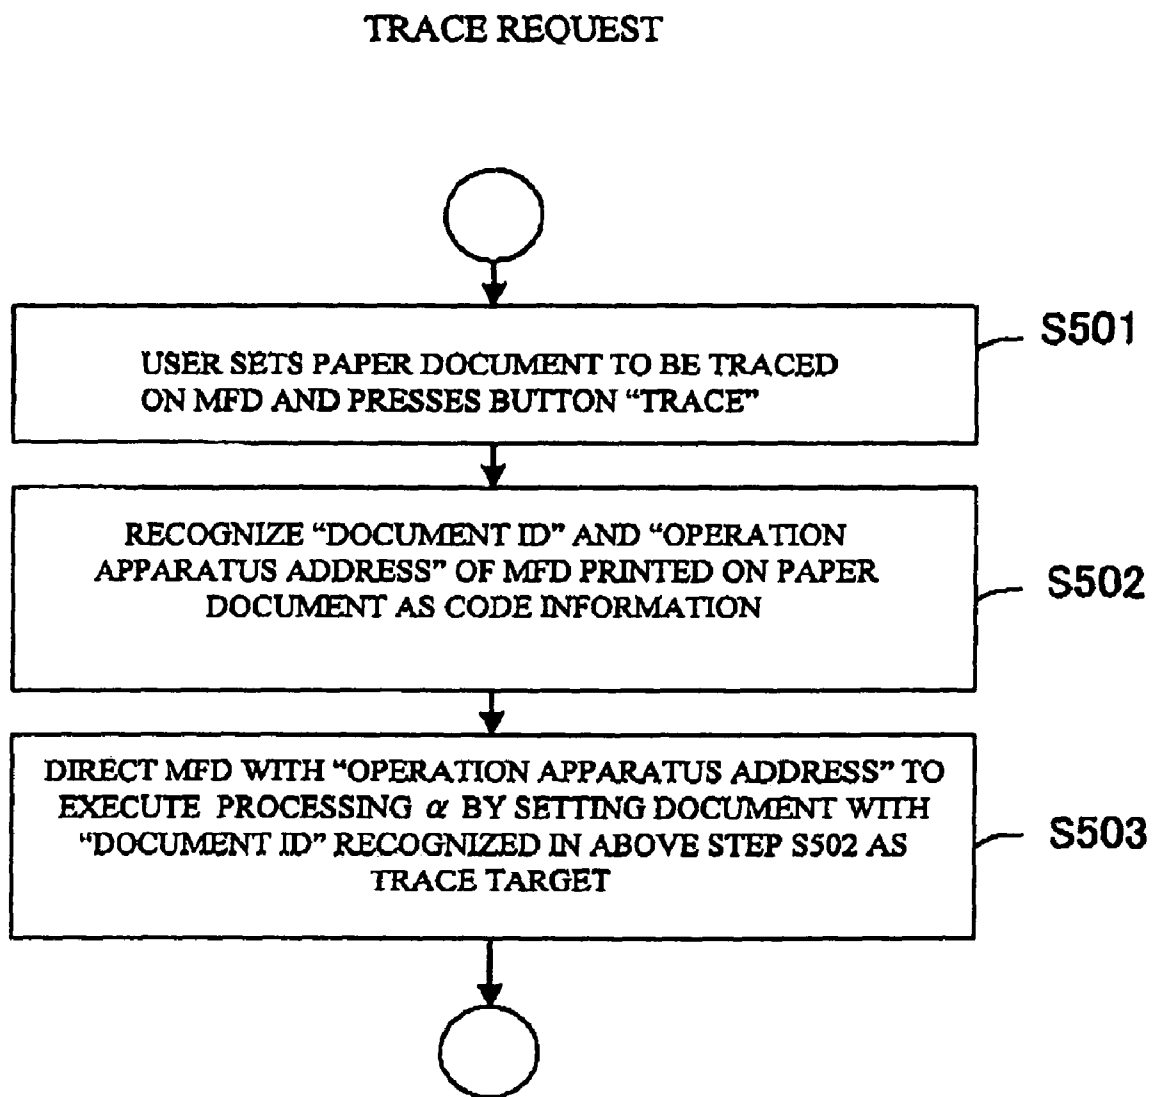 TRACE REQUEST
USER SETS PAPER DOCUMENT TO BE TRACED
ON MFD AND PRESSES BUTTON “TRACE”
S501
RECOGNIZE “DOCUMENT ID” AND “OPERATION
APPARATUS ADDRESS” OF MFD PRINTED ON PAPER
DOCUMENT AS CODE INFORMATION
S502
DIRECT MFD WITH “OPERATION APPARATUS ADDRESS” TO
EXECUTE PROCESSING α BY SETTING DOCUMENT WITH
“DOCUMENT ID” RECOGNIZED IN ABOVE STEP S502 AS
TRACE TARGET
S503